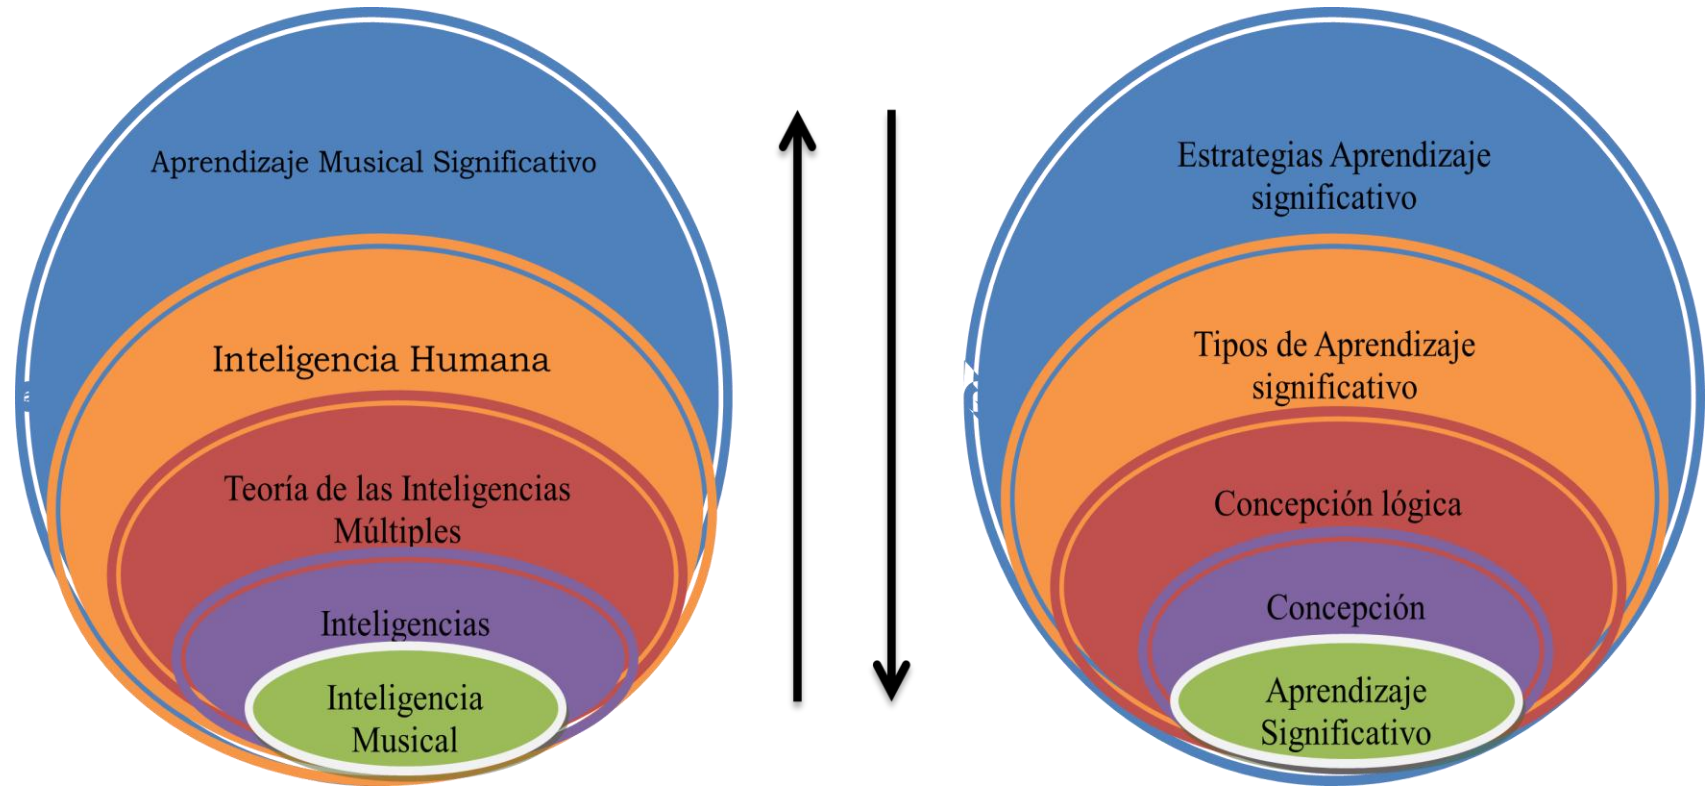 Aprendizaje Musical Significativo
Inteligencia Humana
Teoría de las Inteligencias
Múltiples
Inteligencias
Inteligencia
Musical
Estrategias Aprendizaje
significativo
Tipos de Aprendizaje
significativo
Concepción lógica
Concepción
Aprendizaje
Significativo